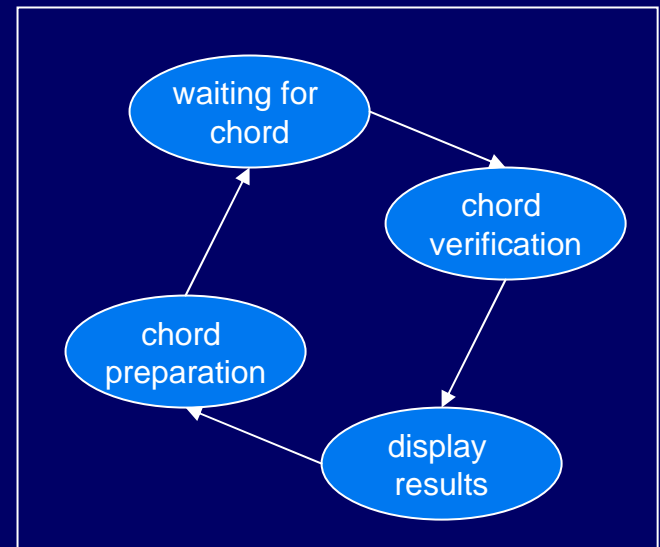 waiting for
chord
chord
verification
chord
preparation
display
results